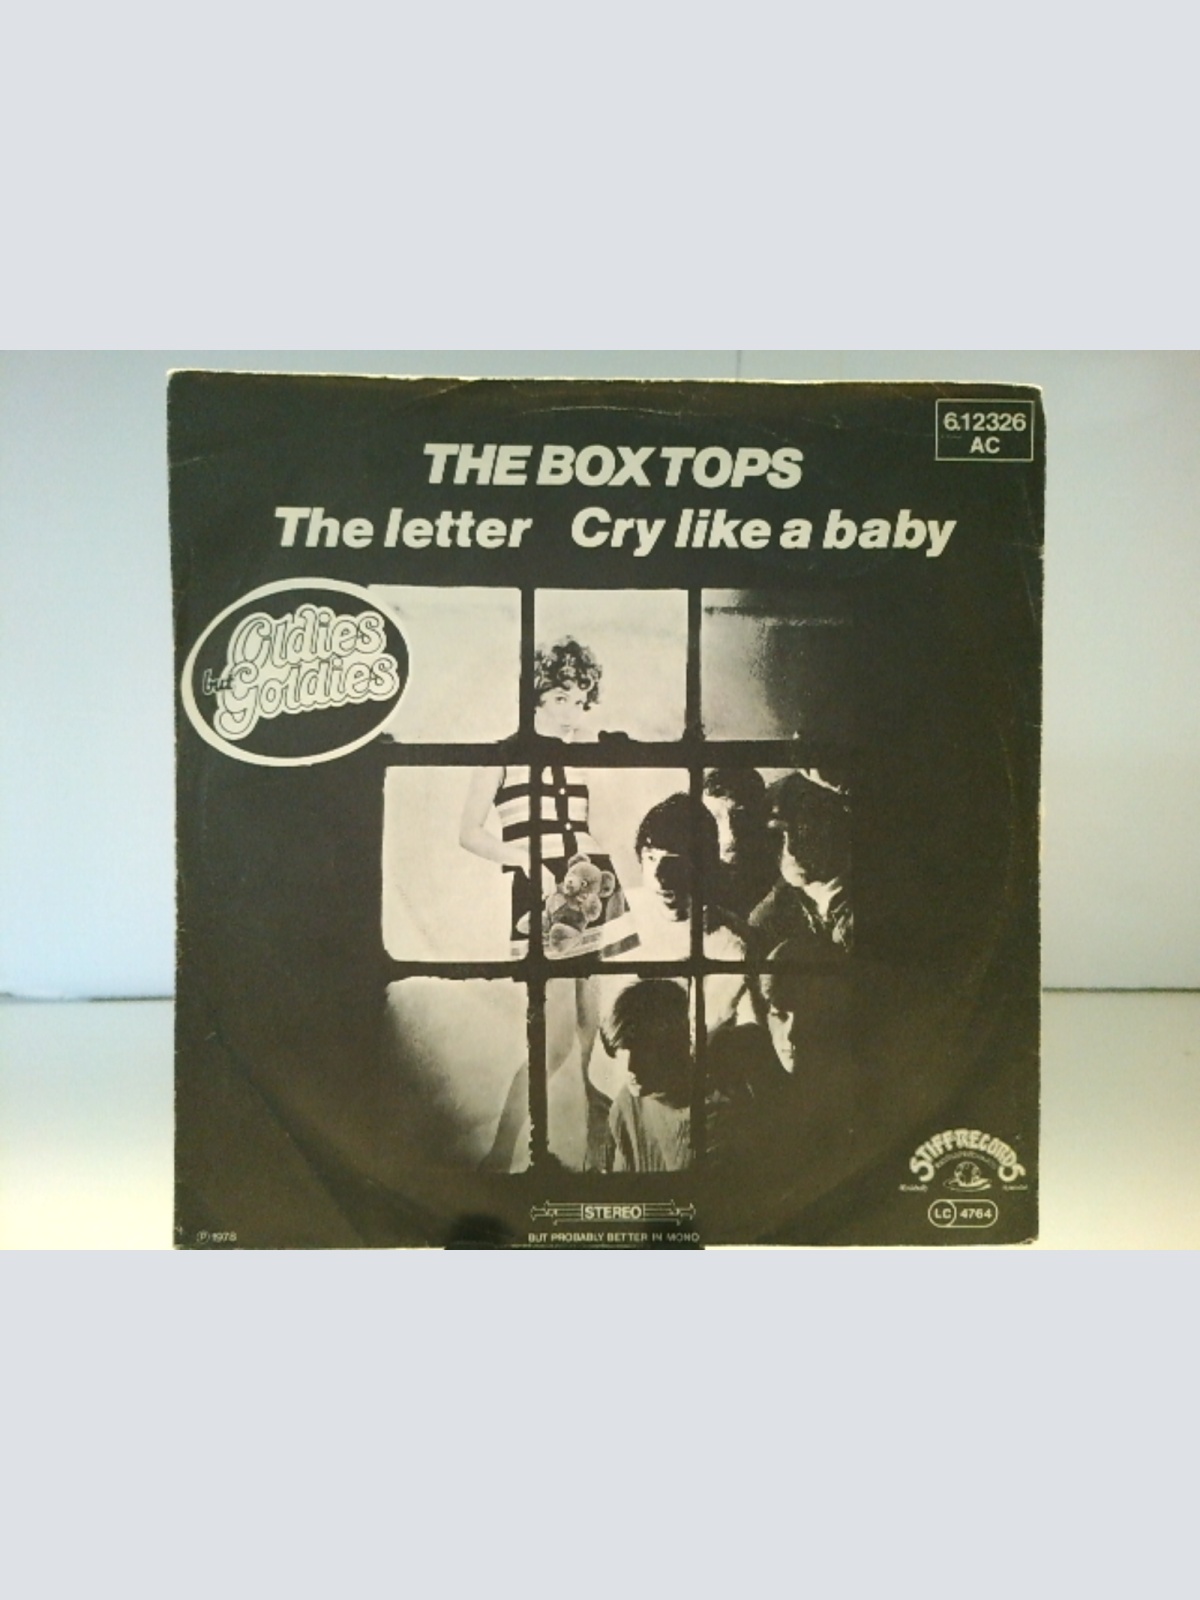 6.12326
AC
THE BOX TOPS
The letter Cry like a baby
Oldies
but
Goldies
STIFF RECORDS
LC 4764
STEREO
BUT PROBABLY BETTER IN MONO
Ⓟ 1978